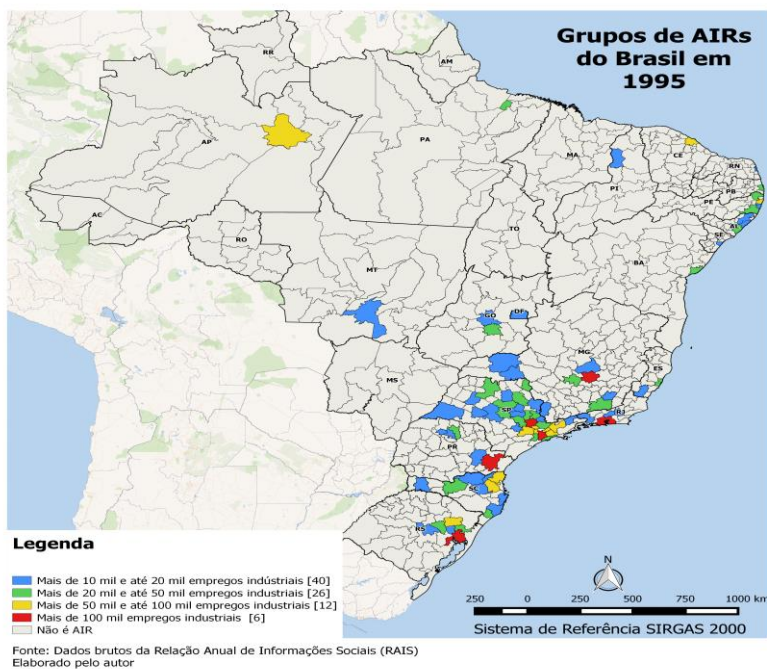 Grupos de AIRs
do Brasil em
1995
RR
AM
AP
PA
MA
CE
RN
PB
PI
PE
AL
SE
AC
TO
RO
BA
MT
GO
DF
MG
ES
MS
SP
RJ
PR
SC
RS
Legenda
Mais de 10 mil e até 20 mil empregos indústriais [40]
Mais de 20 mil e até 50 mil empregos industriais [26]
Mais de 50 mil e até 100 mil empregos industriais [12]
Mais de 100 mil empregos industriais [6]
Não é AIR
N
250 0 250 500 750 1000 km
Sistema de Referência SIRGAS 2000
Fonte: Dados brutos da Relação Anual de Informações Sociais (RAIS)
Elaborado pelo autor